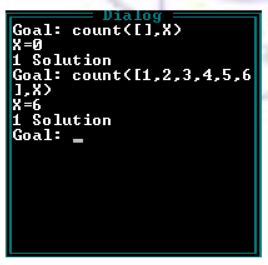 Dialog
Goal: count([],X)
X=0
1 Solution
Goal: count([1,2,3,4,5,6
],X)
X=6
1 Solution
Goal: _